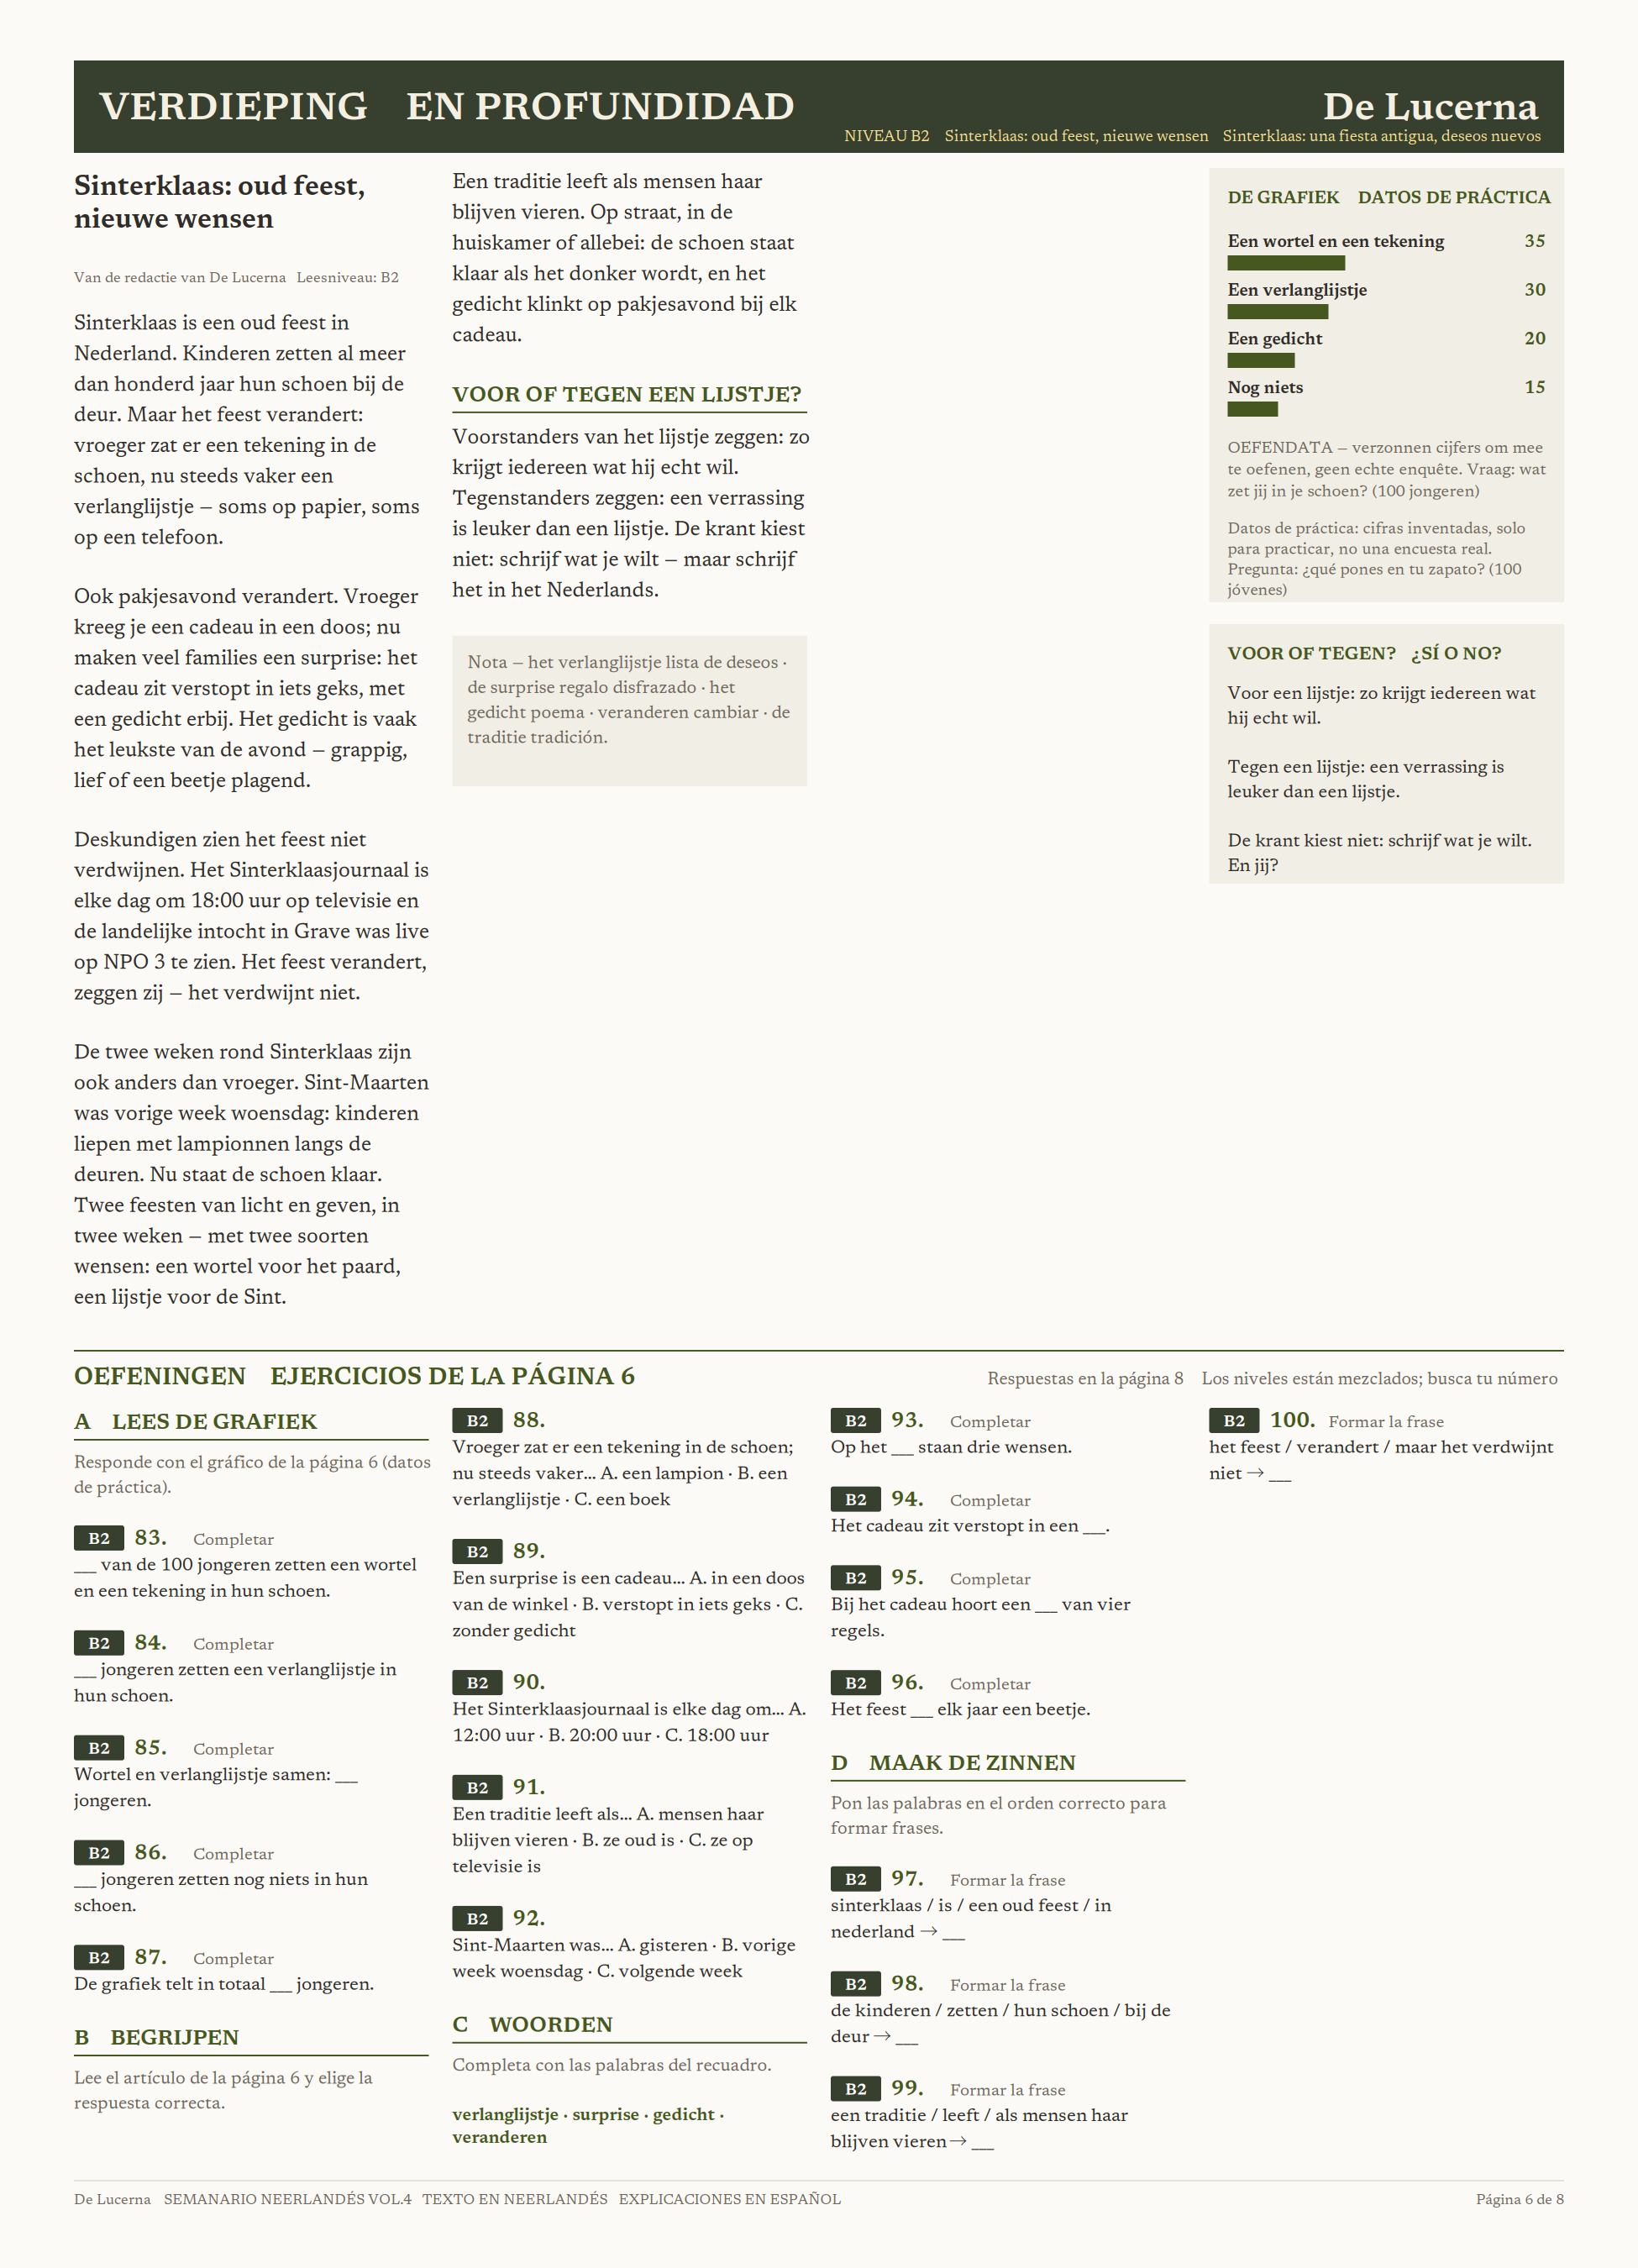 VERDIEPING EN PROFUNDIDAD
De Lucerna
NIVEAU B2 Sinterklaas: oud feest, nieuwe wensen Sinterklaas: una fiesta antigua, deseos nuevos
Sinterklaas: oud feest,
nieuwe wensen
Van de redactie van De Lucerna Leesniveau: B2
Sinterklaas is een oud feest in
Nederland. Kinderen zetten al meer
dan honderd jaar hun schoen bij de
deur. Maar het feest verandert:
vroeger zat er een tekening in de
schoen, nu steeds vaker een
verlanglijstje – soms op papier, soms
op een telefoon.
Ook pakjesavond verandert. Vroeger
kreeg je een cadeau in een doos; nu
maken veel families een surprise: het
cadeau zit verstopt in iets geks, met
een gedicht erbij. Het gedicht is vaak
het leukste van de avond – grappig,
lief of een beetje plagend.
Deskundigen zien het feest niet
verdwijnen. Het Sinterklaasjournaal is
elke dag om 18:00 uur op televisie en
de landelijke intocht in Grave was live
op NPO 3 te zien. Het feest verandert,
zeggen zij – het verdwijnt niet.
De twee weken rond Sinterklaas zijn
ook anders dan vroeger. Sint-Maarten
was vorige week woensdag: kinderen
liepen met lampionnen langs de
deuren. Nu staat de schoen klaar.
Twee feesten van licht en geven, in
twee weken – met twee soorten
wensen: een wortel voor het paard,
een lijstje voor de Sint.
Een traditie leeft als mensen haar
blijven vieren. Op straat, in de
huiskamer of allebei: de schoen staat
klaar als het donker wordt, en het
gedicht klinkt op pakjesavond bij elk
cadeau.
VOOR OF TEGEN EEN LIJSTJE?
Voorstanders van het lijstje zeggen: zo
krijgt iedereen wat hij echt wil.
Tegenstanders zeggen: een verrassing
is leuker dan een lijstje. De krant kiest
niet: schrijf wat je wilt – maar schrijf
het in het Nederlands.
Nota – het verlanglijstje lista de deseos ·
de surprise regalo disfrazado · het
gedicht poema · veranderen cambiar · de
traditie tradición.
DE GRAFIEK DATOS DE PRÁCTICA
Een wortel en een tekening 35
Een verlanglijstje 30
Een gedicht 20
Nog niets 15
OEFENDATA – verzonnen cijfers om mee
te oefenen, geen echte enquête. Vraag: wat
zet jij in je schoen? (100 jongeren)
Datos de práctica: cifras inventadas, solo
para practicar, no una encuesta real.
Pregunta: ¿qué pones en tu zapato? (100
jóvenes)
VOOR OF TEGEN? ¿SÍ O NO?
Voor een lijstje: zo krijgt iedereen wat
hij echt wil.
Tegen een lijstje: een verrassing is
leuker dan een lijstje.
De krant kiest niet: schrijf wat je wilt.
En jij?
OEFENINGEN EJERCICIOS DE LA PÁGINA 6
Respuestas en la página 8 Los niveles están mezclados; busca tu número
A LEES DE GRAFIEK
Responde con el gráfico de la página 6 (datos
de práctica).
B2 83. Completar
___ van de 100 jongeren zetten een wortel
en een tekening in hun schoen.
B2 84. Completar
___ jongeren zetten een verlanglijstje in
hun schoen.
B2 85. Completar
Wortel en verlanglijstje samen: ___
jongeren.
B2 86. Completar
___ jongeren zetten nog niets in hun
schoen.
B2 87. Completar
De grafiek telt in totaal ___ jongeren.
B BEGRIJPEN
Lee el artículo de la página 6 y elige la
respuesta correcta.
B2 88.
Vroeger zat er een tekening in de schoen;
nu steeds vaker… A. een lampion · B. een
verlanglijstje · C. een boek
B2 89.
Een surprise is een cadeau… A. in een doos
van de winkel · B. verstopt in iets geks · C.
zonder gedicht
B2 90.
Het Sinterklaasjournaal is elke dag om… A.
12:00 uur · B. 20:00 uur · C. 18:00 uur
B2 91.
Een traditie leeft als… A. mensen haar
blijven vieren · B. ze oud is · C. ze op
televisie is
B2 92.
Sint-Maarten was… A. gisteren · B. vorige
week woensdag · C. volgende week
C WOORDEN
Completa con las palabras del recuadro.
verlanglijstje · surprise · gedicht ·
veranderen
B2 93. Completar
Op het ___ staan drie wensen.
B2 94. Completar
Het cadeau zit verstopt in een ___.
B2 95. Completar
Bij het cadeau hoort een ___ van vier
regels.
B2 96. Completar
Het feest ___ elk jaar een beetje.
D MAAK DE ZINNEN
Pon las palabras en el orden correcto para
formar frases.
B2 97. Formar la frase
sinterklaas / is / een oud feest / in
nederland → ___
B2 98. Formar la frase
de kinderen / zetten / hun schoen / bij de
deur → ___
B2 99. Formar la frase
een traditie / leeft / als mensen haar
blijven vieren → ___
B2 100. Formar la frase
het feest / verandert / maar het verdwijnt
niet → ___
De Lucerna SEMANARIO NEERLANDÉS VOL.4 TEXTO EN NEERLANDÉS EXPLICACIONES EN ESPAÑOL
Página 6 de 8